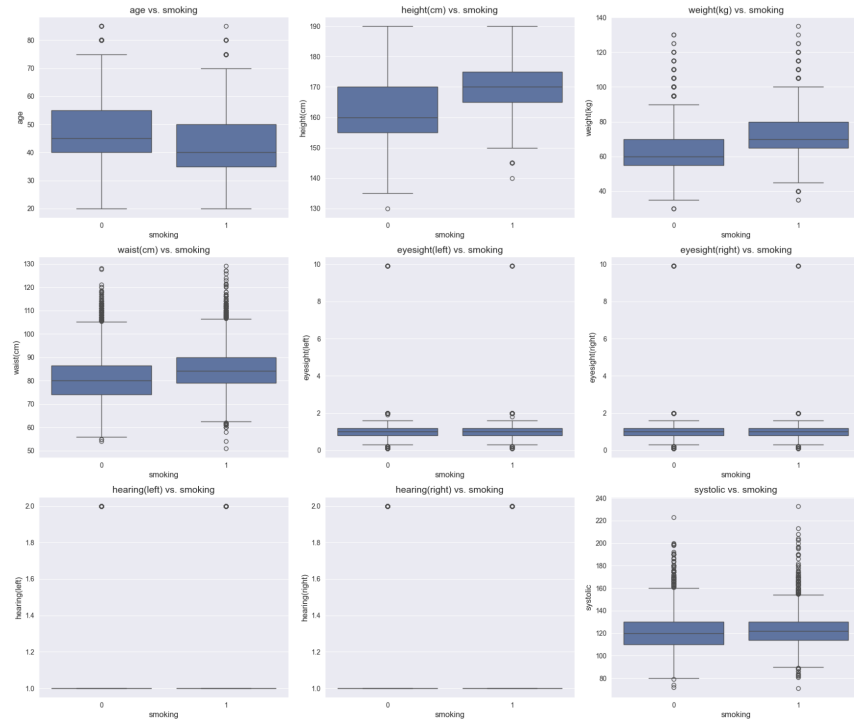 age vs. smoking
80
70
60
50
40
30
20
age
0
1
smoking
height(cm) vs. smoking
190
180
170
160
150
140
130
height(cm)
0
1
smoking
weight(kg) vs. smoking
140
120
100
80
60
40
weight(kg)
0
1
smoking
waist(cm) vs. smoking
130
120
110
100
90
80
70
60
50
waist(cm)
0
1
smoking
eyesight(left) vs. smoking
10
8
6
4
2
0
eyesight(left)
0
1
smoking
eyesight(right) vs. smoking
10
8
6
4
2
0
eyesight(right)
0
1
smoking
hearing(left) vs. smoking
2.0
1.8
1.6
1.4
1.2
1.0
hearing(left)
0
1
smoking
hearing(right) vs. smoking
2.0
1.8
1.6
1.4
1.2
1.0
hearing(right)
0
1
smoking
systolic vs. smoking
240
220
200
180
160
140
120
100
80
systolic
0
1
smoking